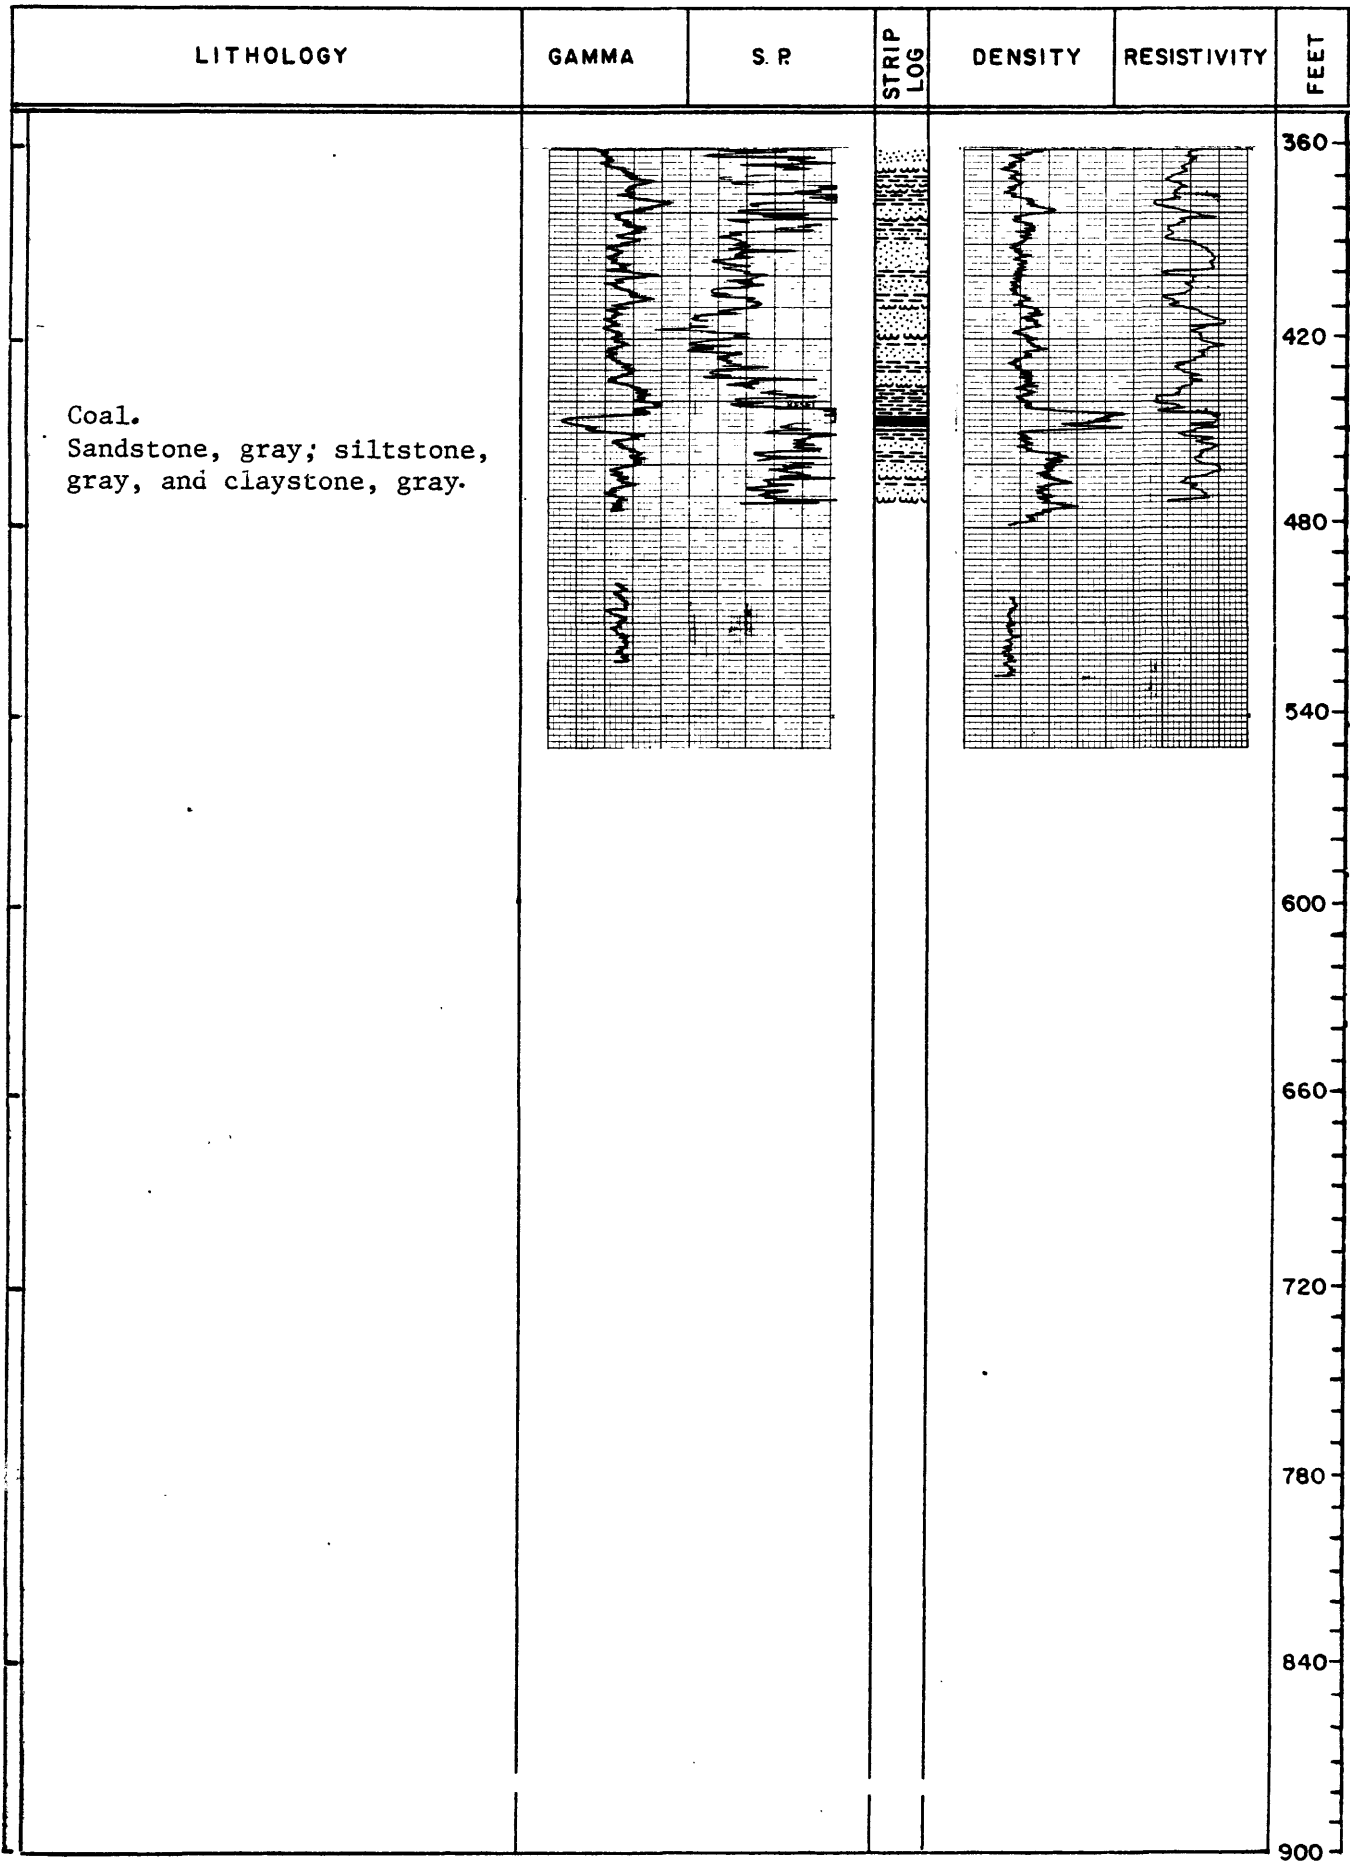 LITHOLOGY GAMMA S. P. STRIP LOG DENSITY RESISTIVITY FEET
360
420
Coal.
Sandstone, gray; siltstone,
gray, and claystone, gray.
480
540
600
660
720
780
840
900